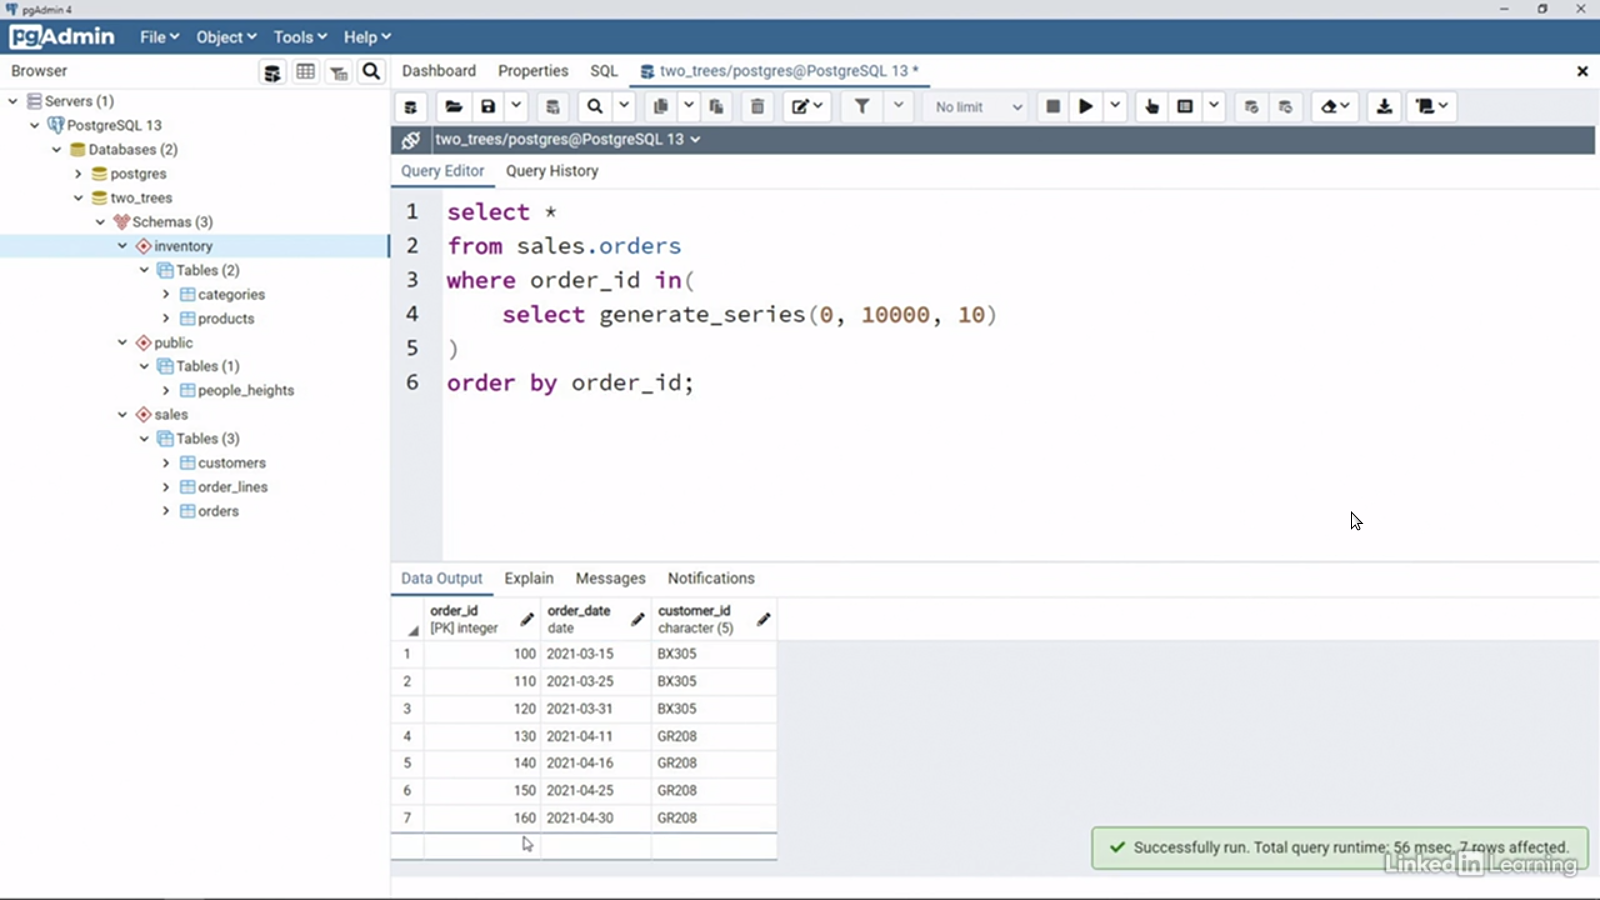 pgAdmin 4
pgAdmin File Object Tools Help
Browser
Dashboard Properties SQL two_trees/postgres@PostgreSQL 13 *
No limit
two_trees/postgres@PostgreSQL 13
Query Editor Query History
Servers (1)
PostgreSQL 13
Databases (2)
postgres
two_trees
Schemas (3)
inventory
Tables (2)
categories
products
public
Tables (1)
people_heights
sales
Tables (3)
customers
order_lines
orders
1 select *
2 from sales.orders
3 where order_id in(
4 select generate_series(0, 10000, 10)
5 )
6 order by order_id;
Data Output Explain Messages Notifications
order_id order_date customer_id
[PK] integer date character (5)
1 100 2021-03-15 BX305
2 110 2021-03-25 BX305
3 120 2021-03-31 BX305
4 130 2021-04-11 GR208
5 140 2021-04-16 GR208
6 150 2021-04-25 GR208
7 160 2021-04-30 GR208
Successfully run. Total query runtime: 56 msec. 7 rows affected.
LinkedIn Learning